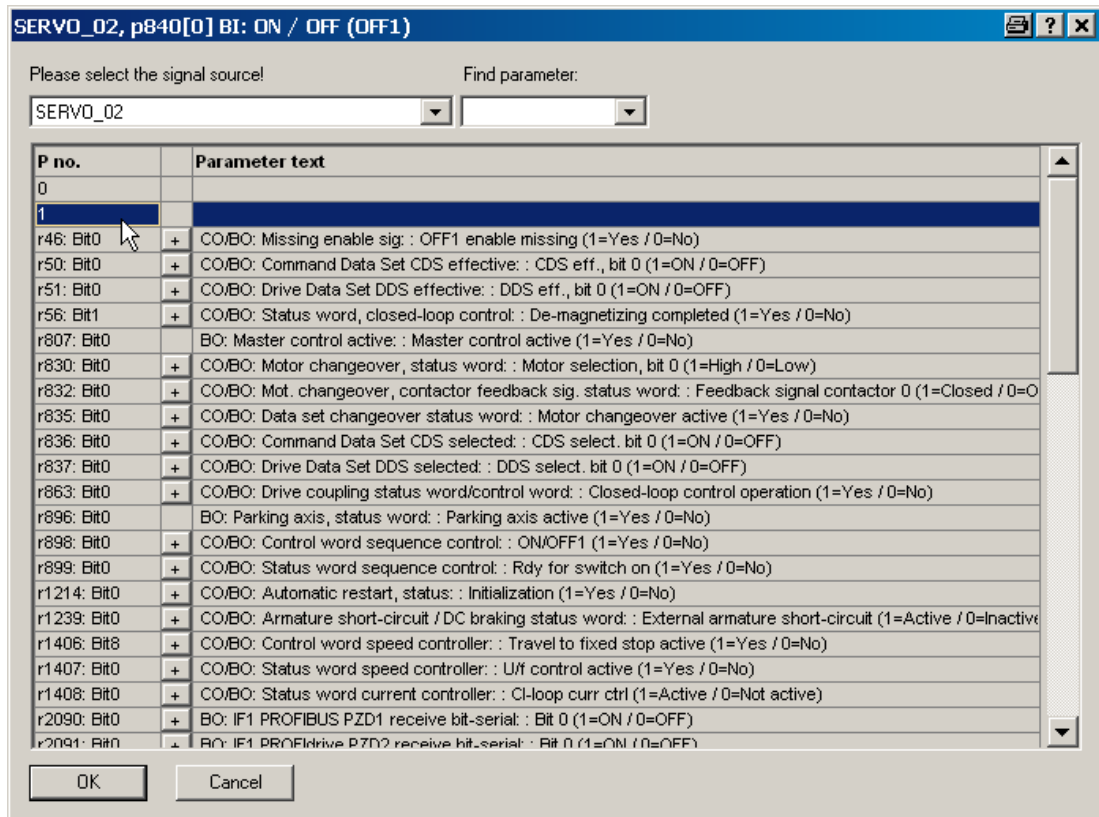 SERVO_02, p840[0] BI: ON / OFF (OFF1)
Please select the signal source! Find parameter:
SERVO_02
P no. Parameter text
0
1
r46: Bit0 + CO/BO: Missing enable sig: : OFF1 enable missing (1=Yes / 0=No)
r50: Bit0 + CO/BO: Command Data Set CDS effective: : CDS eff., bit 0 (1=ON / 0=OFF)
r51: Bit0 + CO/BO: Drive Data Set DDS effective: : DDS eff., bit 0 (1=ON / 0=OFF)
r56: Bit1 + CO/BO: Status word, closed-loop control: : De-magnetizing completed (1=Yes / 0=No)
r807: Bit0 BO: Master control active: : Master control active (1=Yes / 0=No)
r830: Bit0 + CO/BO: Motor changeover, status word: : Motor selection, bit 0 (1=High / 0=Low)
r832: Bit0 + CO/BO: Mot. changeover, contactor feedback sig. status word: : Feedback signal contactor 0 (1=Closed / 0=O
r835: Bit0 + CO/BO: Data set changeover status word: : Motor changeover active (1=Yes / 0=No)
r836: Bit0 + CO/BO: Command Data Set CDS selected: : CDS select. bit 0 (1=ON / 0=OFF)
r837: Bit0 + CO/BO: Drive Data Set DDS selected: : DDS select. bit 0 (1=ON / 0=OFF)
r863: Bit0 + CO/BO: Drive coupling status word/control word: : Closed-loop control operation (1=Yes / 0=No)
r896: Bit0 BO: Parking axis, status word: : Parking axis active (1=Yes / 0=No)
r898: Bit0 + CO/BO: Control word sequence control: : ON/OFF1 (1=Yes / 0=No)
r899: Bit0 + CO/BO: Status word sequence control: : Rdy for switch on (1=Yes / 0=No)
r1214: Bit0 + CO/BO: Automatic restart, status: : Initialization (1=Yes / 0=No)
r1239: Bit0 + CO/BO: Armature short-circuit / DC braking status word: : External armature short-circuit (1=Active / 0=Inactive
r1406: Bit8 + CO/BO: Control word speed controller: : Travel to fixed stop active (1=Yes / 0=No)
r1407: Bit0 + CO/BO: Status word speed controller: : U/f control active (1=Yes / 0=No)
r1408: Bit0 + CO/BO: Status word current controller: : Cl-loop curr ctrl (1=Active / 0=Not active)
r2090: Bit0 + BO: IF1 PROFIBUS PZD1 receive bit-serial: : Bit 0 (1=ON / 0=OFF)
r2091: Bit0 + BO: IF1 PROFIdrive PZD2 receive bit-serial: : Bit 0 (1=ON / 0=OFF)
OK Cancel